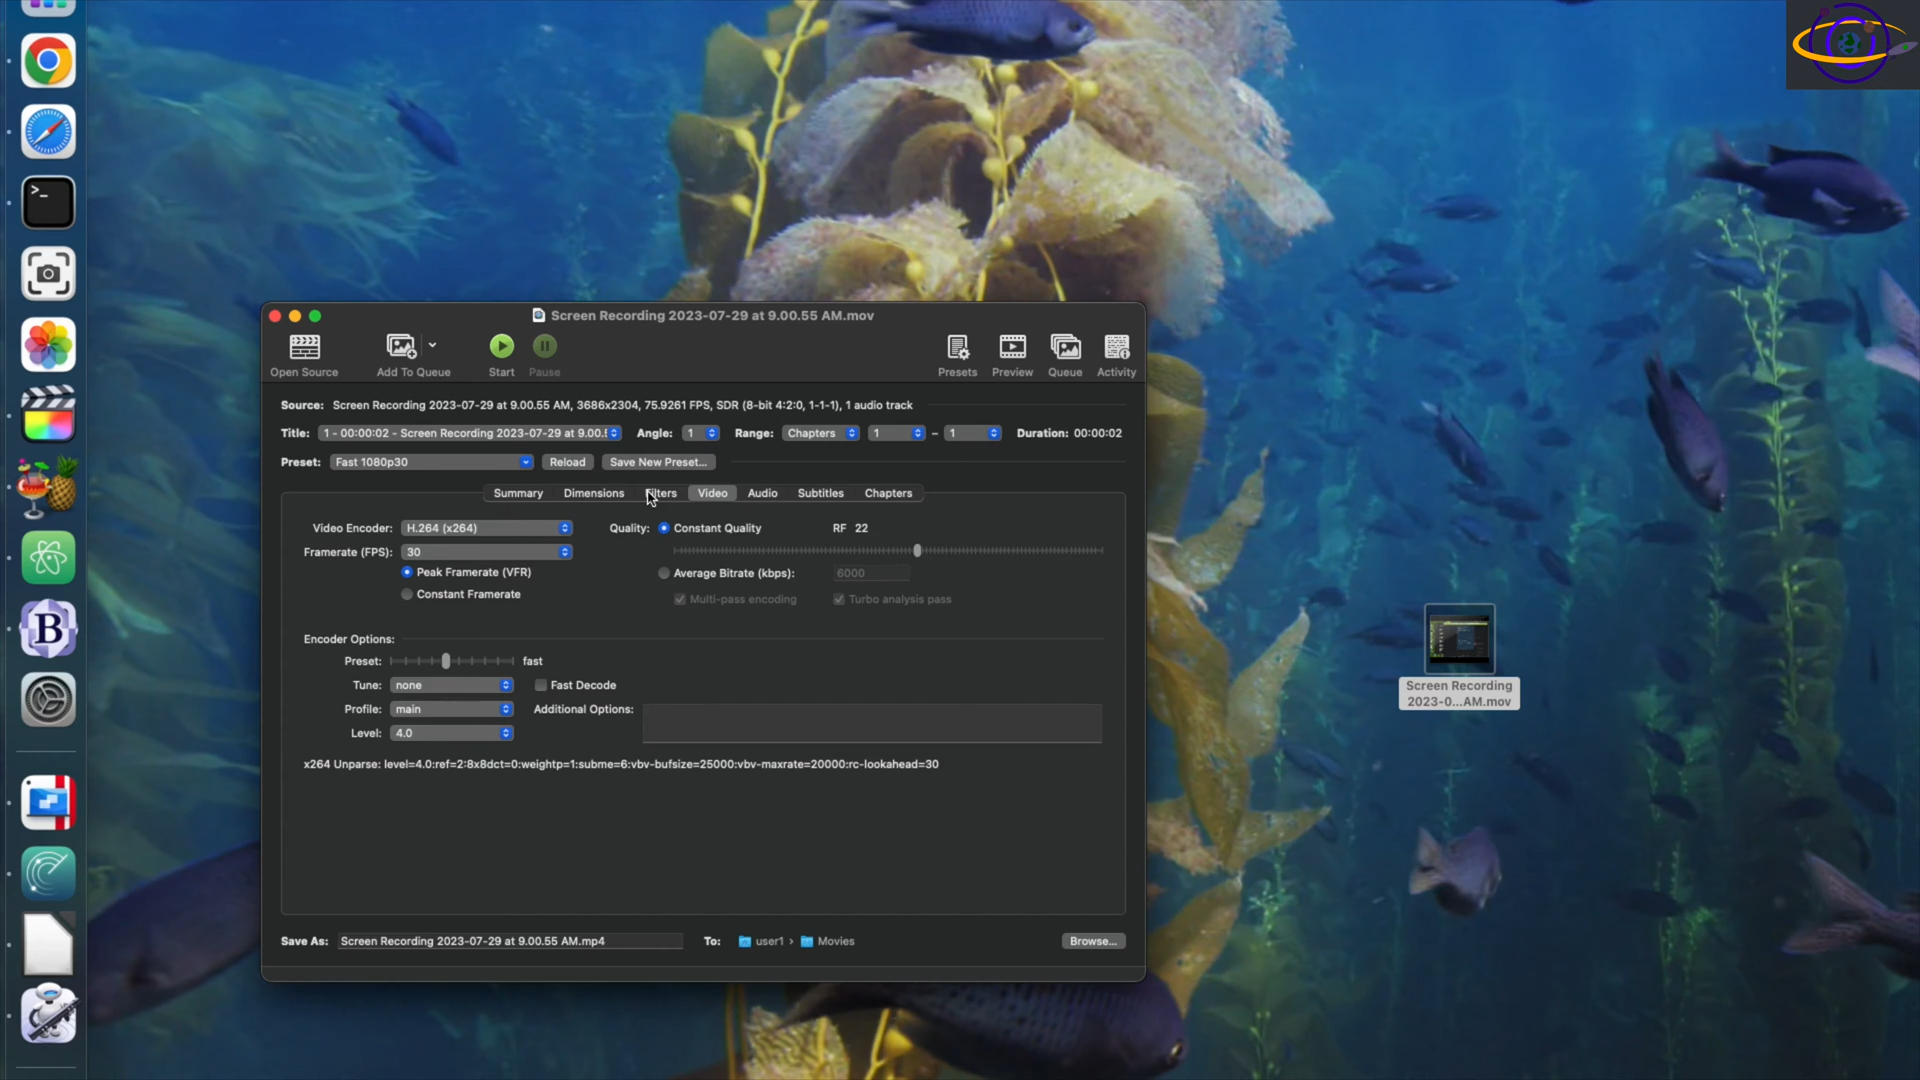 Screen Recording 2023-07-29 at 9.00.55 AM.mov
Open Source Add To Queue Start Pause Presets Preview Queue Activity
Source: Screen Recording 2023-07-29 at 9.00.55 AM, 3686x2304, 75.9261 FPS, SDR (8-bit 4:2:0, 1-1-1), 1 audio track
Title: 1 - 00:00:02 - Screen Recording 2023-07-29 at 9.00. Angle: 1 Range: Chapters 1 – 1 Duration: 00:00:02
Preset: Fast 1080p30 Reload Save New Preset...
Summary Dimensions Filters Video Audio Subtitles Chapters
Video Encoder: H.264 (x264) Quality: Constant Quality RF 22
Framerate (FPS): 30
Peak Framerate (VFR) Average Bitrate (kbps): 6000
Constant Framerate Multi-pass encoding Turbo analysis pass
Encoder Options:
Preset: fast
Tune: none Fast Decode
Profile: main Additional Options:
Level: 4.0
x264 Unparse: level=4.0:ref=2:8x8dct=0:weightp=1:subme=6:vbv-bufsize=25000:vbv-maxrate=20000:rc-lookahead=30
Save As: Screen Recording 2023-07-29 at 9.00.55 AM.mp4 To: user1 › Movies Browse...
Screen Recording
2023-0...AM.mov
>_
B